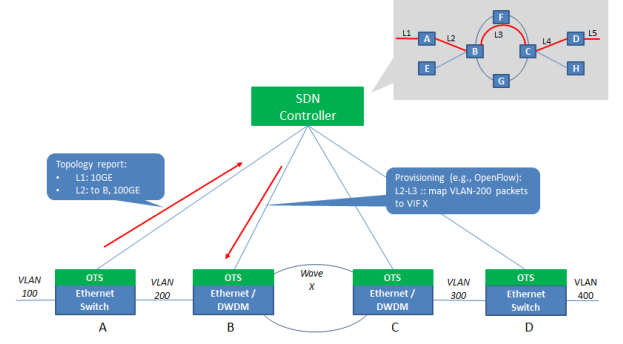 F
L1
A
L2
L3
B
C
L4
D
L5
E
G
H
SDN
Controller
Topology report:
• L1: 10GE
• L2: to B, 100GE
Provisioning (e.g., OpenFlow):
L2-L3 :: map VLAN-200 packets
to VIF X
VLAN
100
OTS
Ethernet
Switch
A
VLAN
200
OTS
Ethernet /
DWDM
B
Wave
X
OTS
Ethernet /
DWDM
C
VLAN
300
OTS
Ethernet
Switch
D
VLAN
400